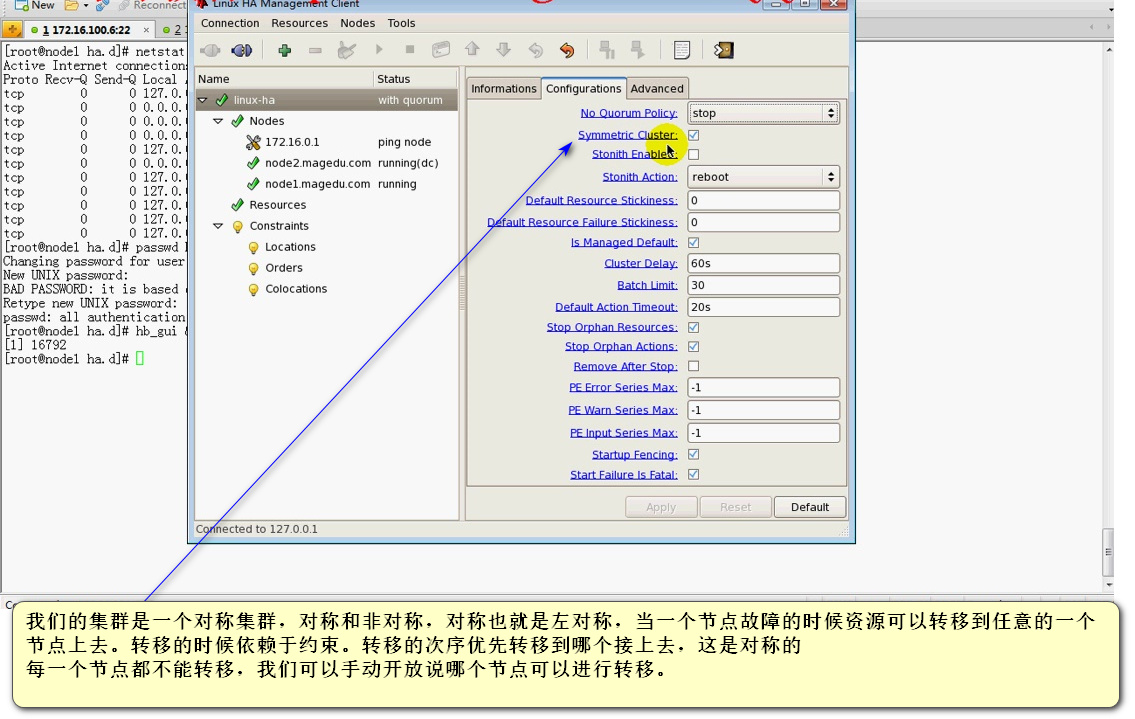 New
Reconnect
1 172.16.100.6:22
2
[root@node1 ha.d]# netstat
Active Internet connection
Proto Recv-Q Send-Q Local
tcp 0 0 127.0.
tcp 0 0 0.0.0.
tcp 0 0 0.0.0.
tcp 0 0 0.0.0.
tcp 0 0 127.0.
tcp 0 0 0.0.0.
tcp 0 0 127.0.
tcp 0 0 127.0.
tcp 0 0 127.0.
tcp 0 0 127.0.
tcp 0 0 127.0.
[root@node1 ha.d]# passwd
Changing password for user
New UNIX password:
BAD PASSWORD: it is based
Retype new UNIX password:
passwd: all authentication
[root@node1 ha.d]# hb_gui &
[1] 16792
[root@node1 ha.d]#
Linux HA Management Client
Connection Resources Nodes Tools
Name Status
linux-ha with quorum
Nodes
172.16.0.1 ping node
node2.magedu.com running(dc)
node1.magedu.com running
Resources
Constraints
Locations
Orders
Colocations
Informations Configurations Advanced
No Quorum Policy: stop
Symmetric Cluster:
Stonith Enabled:
Stonith Action: reboot
Default Resource Stickiness: 0
Default Resource Failure Stickiness: 0
Is Managed Default:
Cluster Delay: 60s
Batch Limit: 30
Default Action Timeout: 20s
Stop Orphan Resources:
Stop Orphan Actions:
Remove After Stop:
PE Error Series Max: -1
PE Warn Series Max: -1
PE Input Series Max: -1
Startup Fencing:
Start Failure Is Fatal:
Apply Reset Default
Connected to 127.0.0.1
我们的集群是一个对称集群，对称和非对称，对称也就是左对称，当一个节点故障的时候资源可以转移到任意的一个
节点上去。转移的时候依赖于约束。转移的次序优先转移到哪个接上去，这是对称的
每一个节点都不能转移，我们可以手动开放说哪个节点可以进行转移。